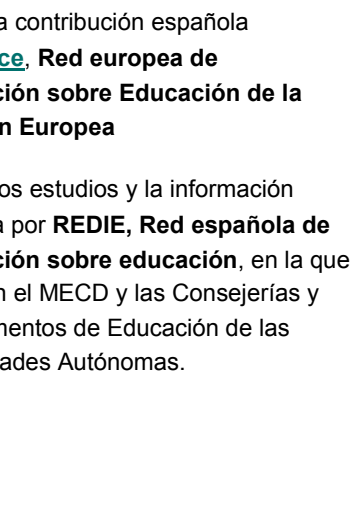 a contribución española
ce, Red europea de
ción sobre Educación de la
n Europea
os estudios y la información
a por REDIE, Red española de
ción sobre educación, en la que
n el MECD y las Consejerías y
mentos de Educación de las
ades Autónomas.